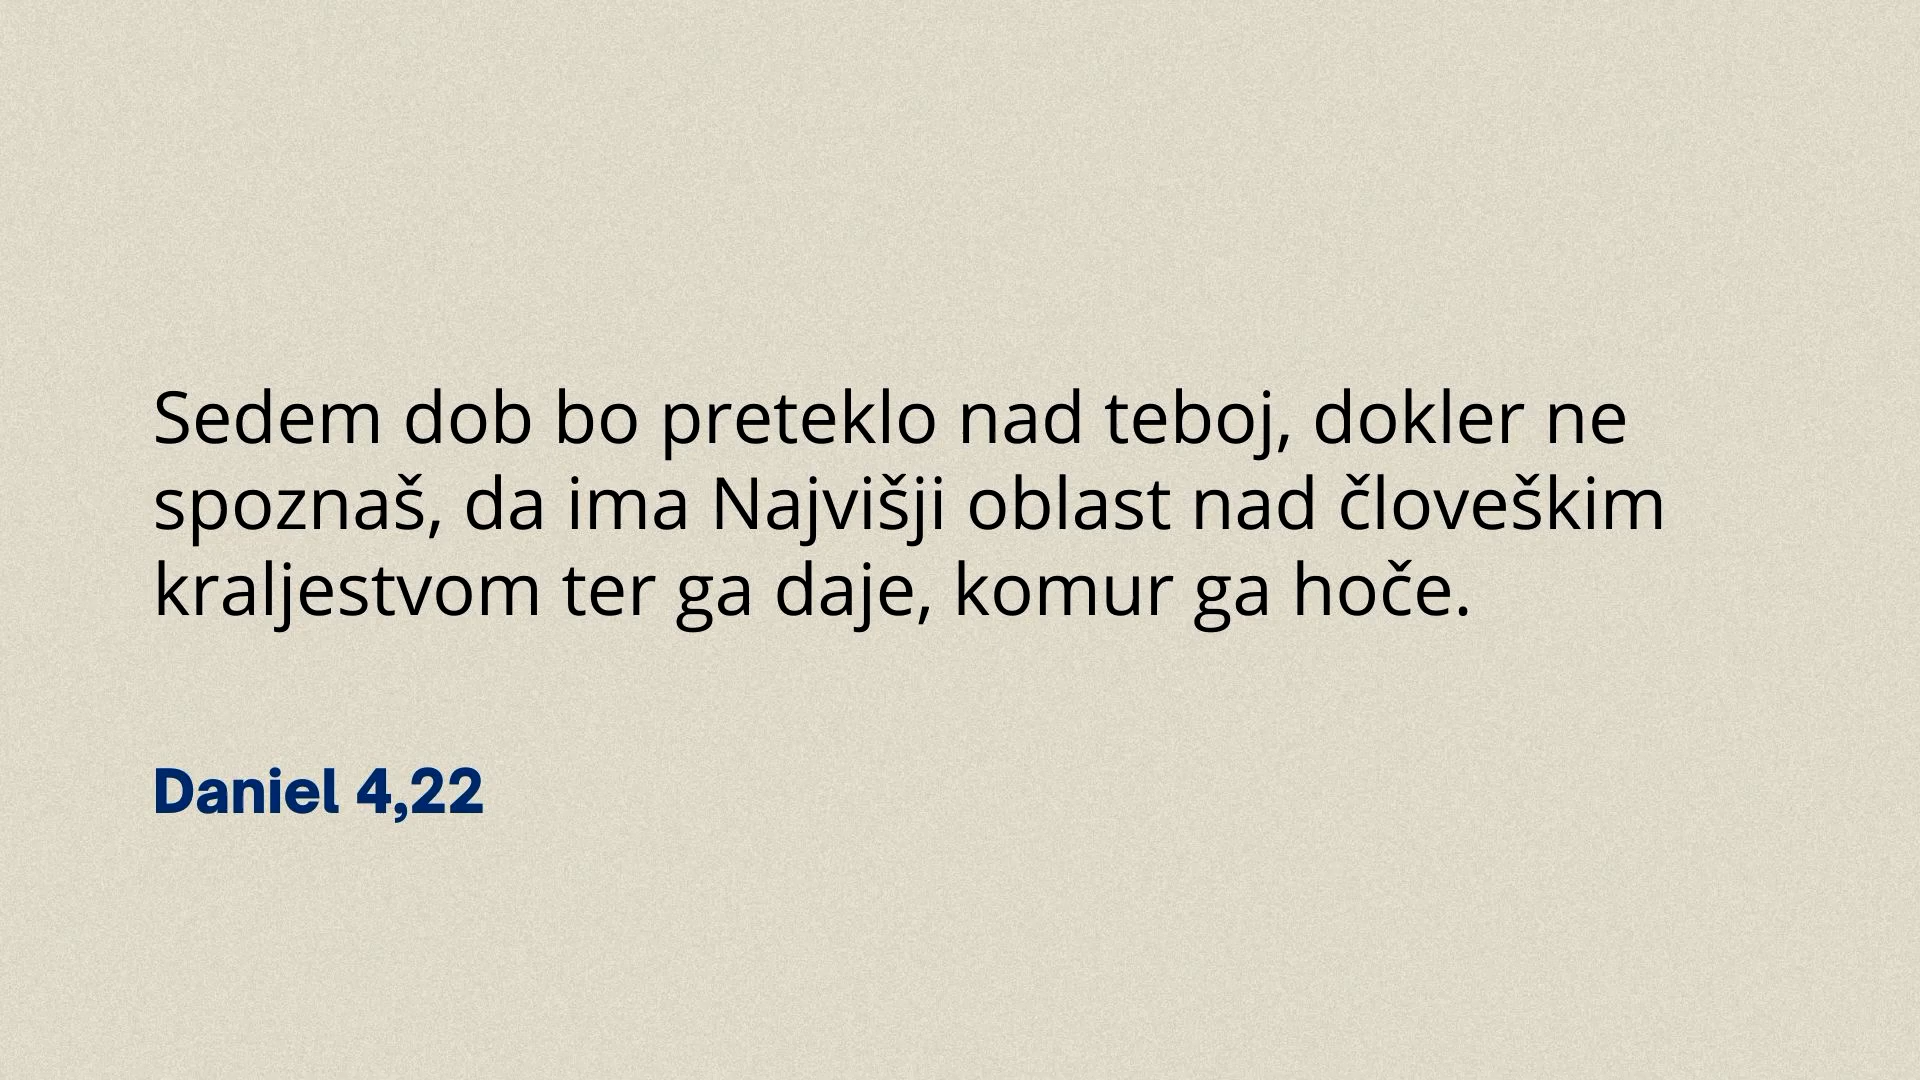 Sedem dob bo preteklo nad teboj, dokler ne
spoznaš, da ima Najvišji oblast nad človeškim
kraljestvom ter ga daje, komur ga hoče.
Daniel 4,22